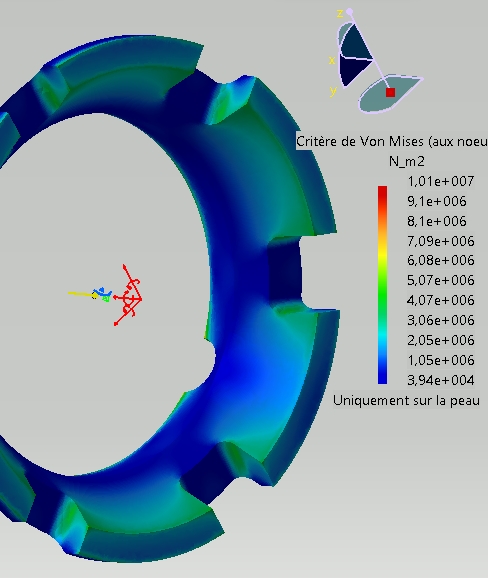 z
x
y
Critère de Von Mises (aux noeu
N_m2
1,01e+007
9,1e+006
8,1e+006
7,09e+006
6,08e+006
5,07e+006
4,07e+006
3,06e+006
2,05e+006
1,05e+006
3,94e+004
Uniquement sur la peau